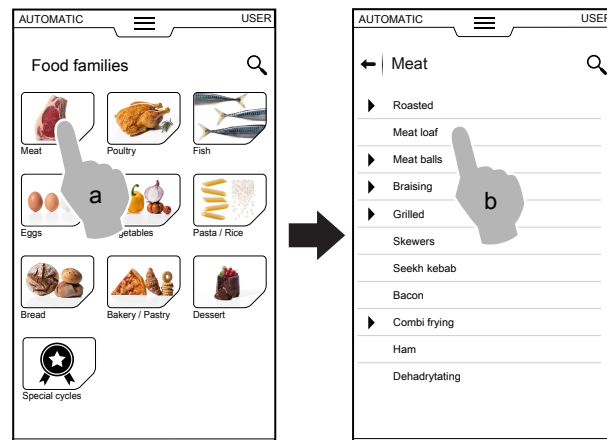 AUTOMATIC USER
Food families
Meat Poultry Fish
a
Eggs Pasta / Rice
Bread Bakery / Pastry Dessert
Special cycles
AUTOMATIC USER
Meat
Roasted
Meat loaf
Meat balls
Braising
b
Grilled
Skewers
Seekh kebab
Bacon
Combi frying
Ham
Dehadrytating